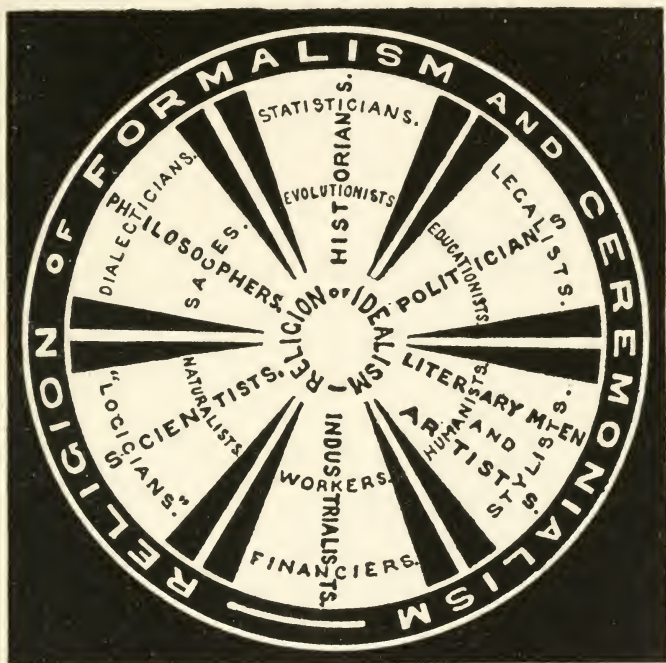 RELIGION OF FORMALISM AND CEREMONIALISM
STATISTICIANS.
HISTORIANS.
EVOLUTIONISTS
LEGALISTS.
POLITICIANS
EDUCATIONISTS.
LITERARY MEN
AND
ARTISTS.
HUMANISTS.
STYLISTS.
INDUSTRIALISTS.
WORKERS.
FINANCIERS.
NATURALISTS.
SCIENTISTS.
"LOGICIANS."
DIALECTICIANS.
PHILOSOPHERS.
SAGES.
RELIGION OF IDEALISM